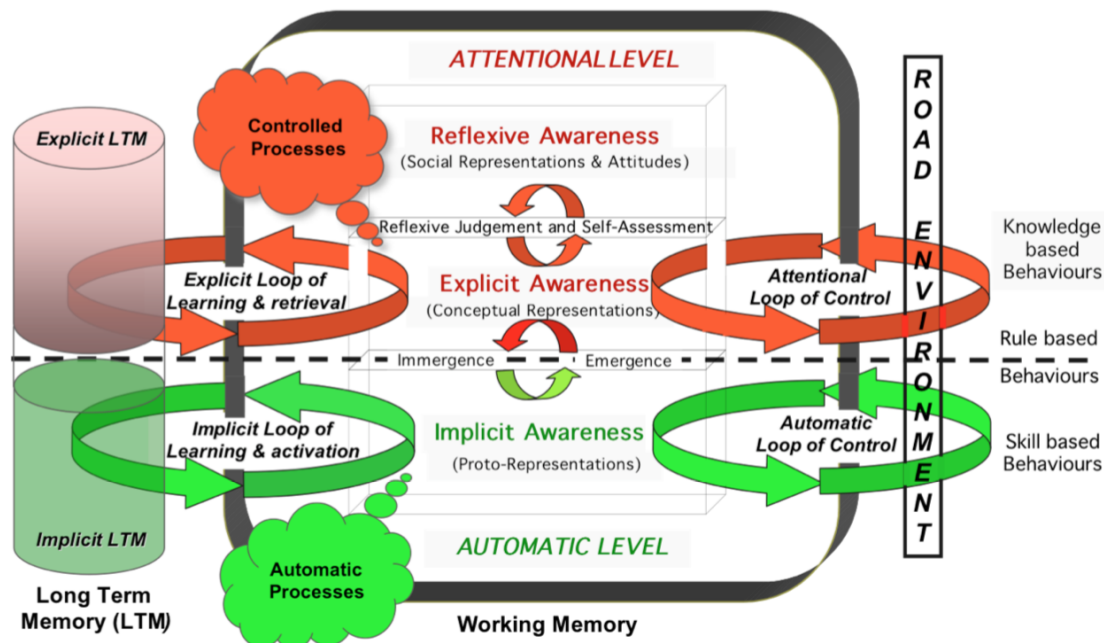 ATTENTIONAL LEVEL
Explicit LTM
Controlled
Processes
Reflexive Awareness
(Social Representations & Attitudes)
Reflexive Judgement and Self-Assessment
Explicit Loop of
Learning & retrieval
Explicit Awareness
(Conceptual Representations)
Attentional
Loop of Control
ROAD ENVIRONMENT
Knowledge
based
Behaviours
Rule based
Behaviours
Immergence
Emergence
Implicit Loop of
Learning & activation
Implicit Awareness
(Proto-Representations)
Automatic
Loop of Control
Skill based
Behaviours
Implicit LTM
AUTOMATIC LEVEL
Automatic
Processes
Long Term
Memory (LTM)
Working Memory